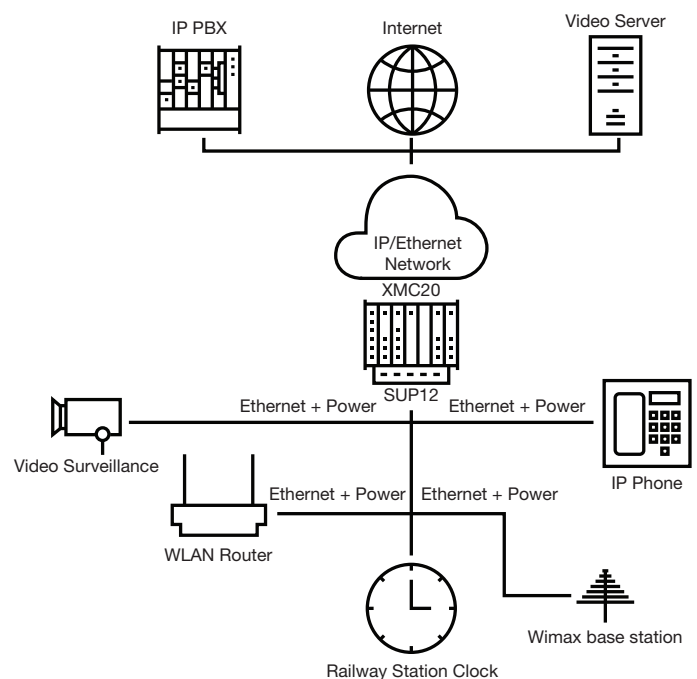 IP PBX
Internet
Video Server
IP/Ethernet
Network
XMC20
SUP12
Ethernet + Power
Ethernet + Power
Video Surveillance
IP Phone
Ethernet + Power
Ethernet + Power
WLAN Router
Wimax base station
Railway Station Clock